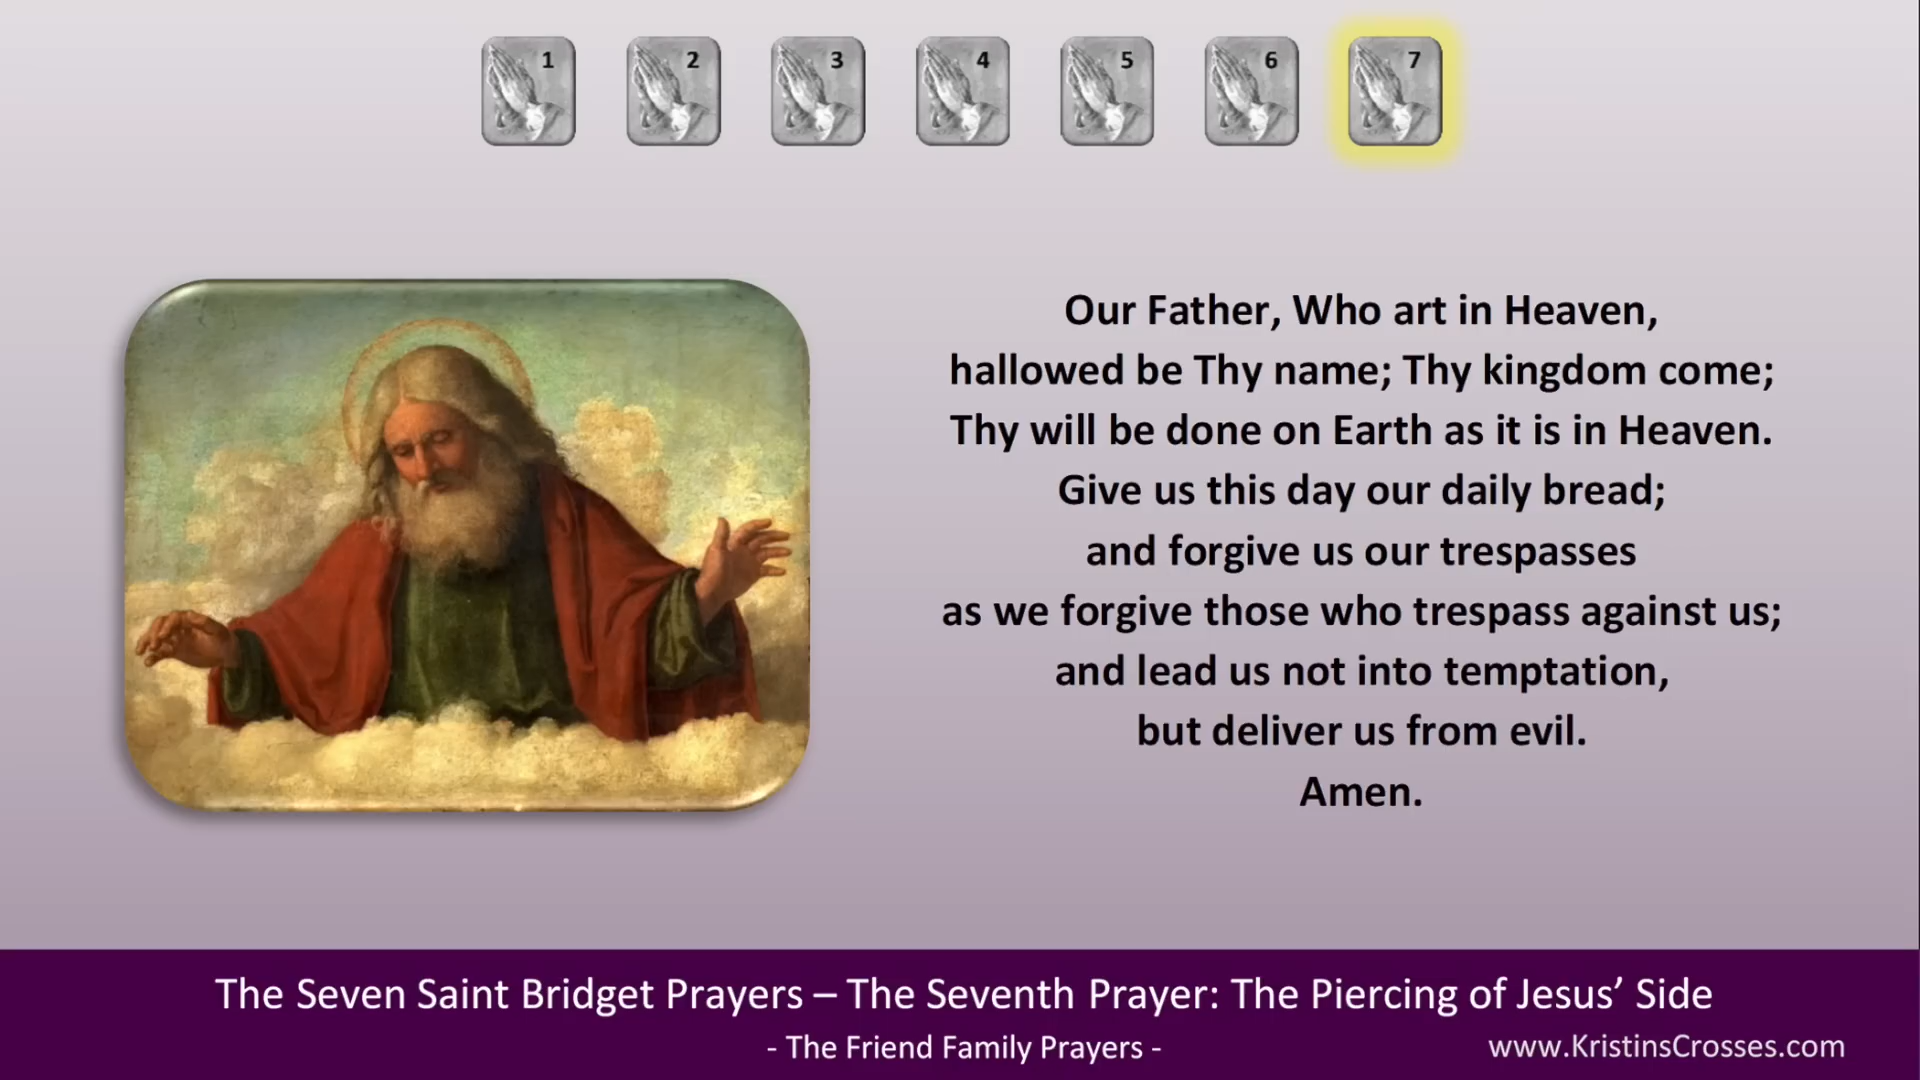 1
2
3
4
5
6
7
Our Father, Who art in Heaven,
hallowed be Thy name; Thy kingdom come;
Thy will be done on Earth as it is in Heaven.
Give us this day our daily bread;
and forgive us our trespasses
as we forgive those who trespass against us;
and lead us not into temptation,
but deliver us from evil.
Amen.
The Seven Saint Bridget Prayers – The Seventh Prayer: The Piercing of Jesus’ Side
- The Friend Family Prayers -
www.KristinsCrosses.com